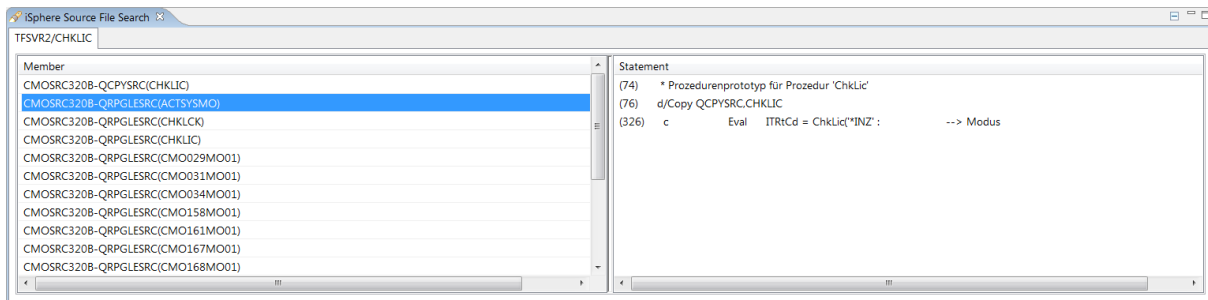 iSphere Source File Search
TFSVR2/CHKLIC
Member
CMOSRC320B-QCPYSRC(CHKLIC)
CMOSRC320B-QRPGLESRC(ACTSYSMO)
CMOSRC320B-QRPGLESRC(CHKLCK)
CMOSRC320B-QRPGLESRC(CHKLIC)
CMOSRC320B-QRPGLESRC(CMO029MO01)
CMOSRC320B-QRPGLESRC(CMO031MO01)
CMOSRC320B-QRPGLESRC(CMO034MO01)
CMOSRC320B-QRPGLESRC(CMO158MO01)
CMOSRC320B-QRPGLESRC(CMO161MO01)
CMOSRC320B-QRPGLESRC(CMO167MO01)
CMOSRC320B-QRPGLESRC(CMO168MO01)
Statement
(74) * Prozedurenprototyp für Prozedur 'ChkLic'
(76) d/Copy QCPYSRC,CHKLIC
(326) c Eval ITRtCd = ChkLic('*INZ' : --> Modus